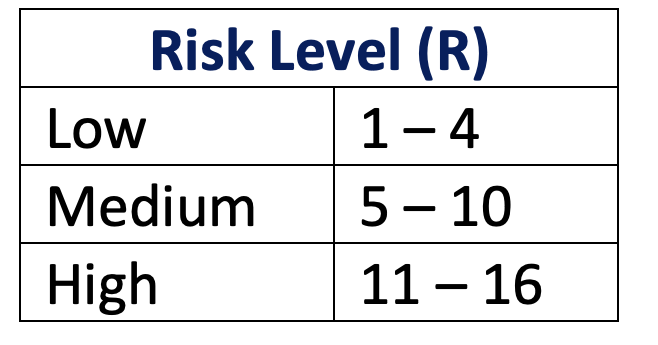 Risk Level (R)
Low 1 – 4
Medium 5 – 10
High 11 – 16